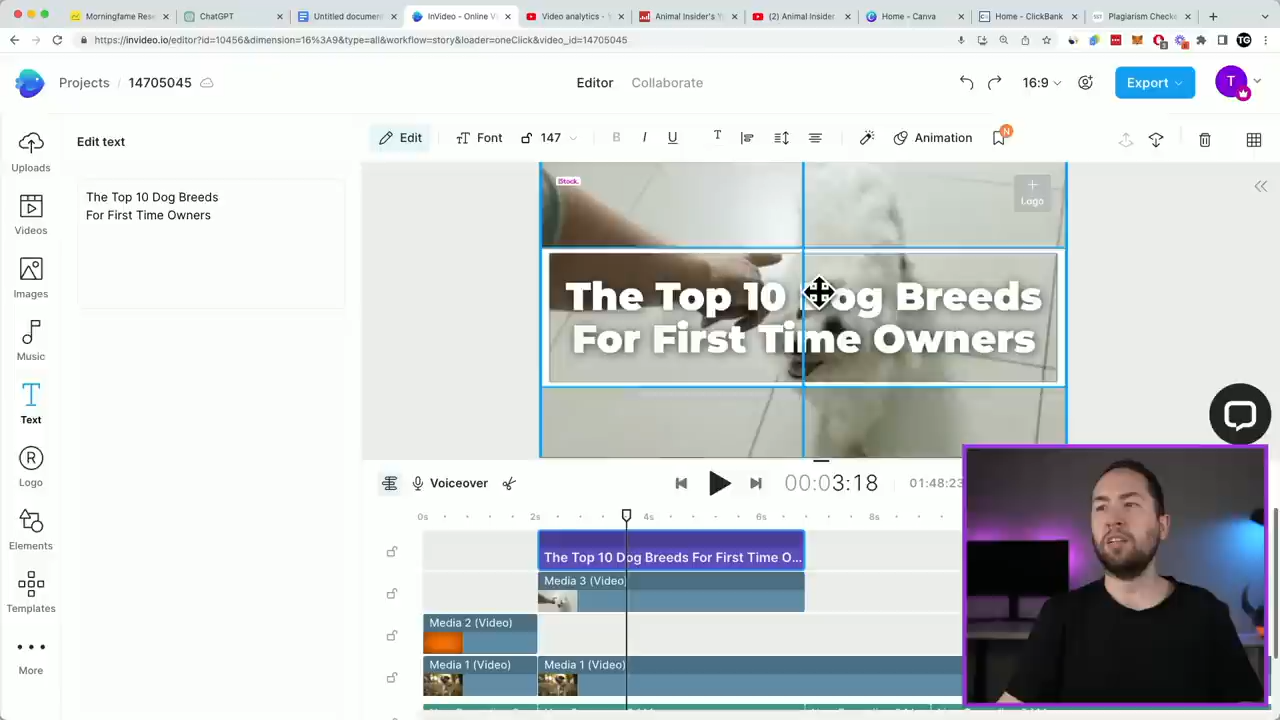 Morningfame Rese
ChatGPT
Untitled document
InVideo - Online V
Video analytics - Y
Animal Insider's Y
(2) Animal Insider
Home - Canva
Home - ClickBank
Plagiarism Checke
https://invideo.io/editor?id=10456&dimension=16%3A9&type=all&workflow=story&loader=oneClick&video_id=14705045
TG
Projects
14705045
Editor
Collaborate
16:9
Export
T
Edit text
Edit
Font
147
B
I
U
T
Animation
N
Uploads
The Top 10 Dog Breeds
For First Time Owners
iStock.
+
Logo
Videos
Images
The Top 10 Dog Breeds
For First Time Owners
Music
Text
Logo
Voiceover
00:03:18
01:48:23
0s
2s
4s
6s
8s
Elements
The Top 10 Dog Breeds For First Time O...
Media 3 (Video)
Templates
Media 2 (Video)
More
Media 1 (Video)
Media 1 (Video)